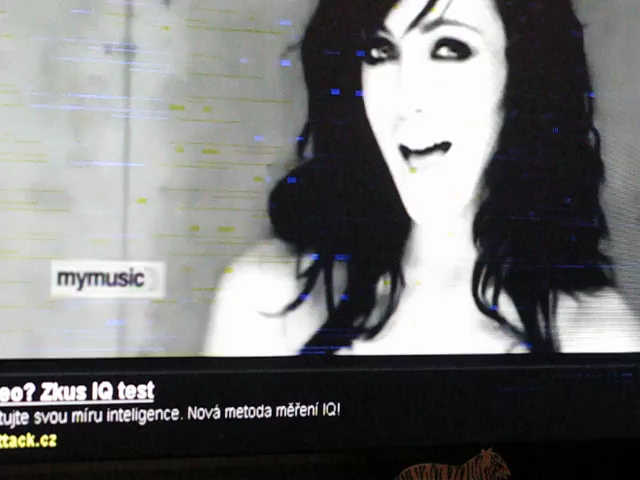 mymusic
eo? Zkus IQ test
tujte svou míru inteligence. Nová metoda měření IQ!
ttack.cz